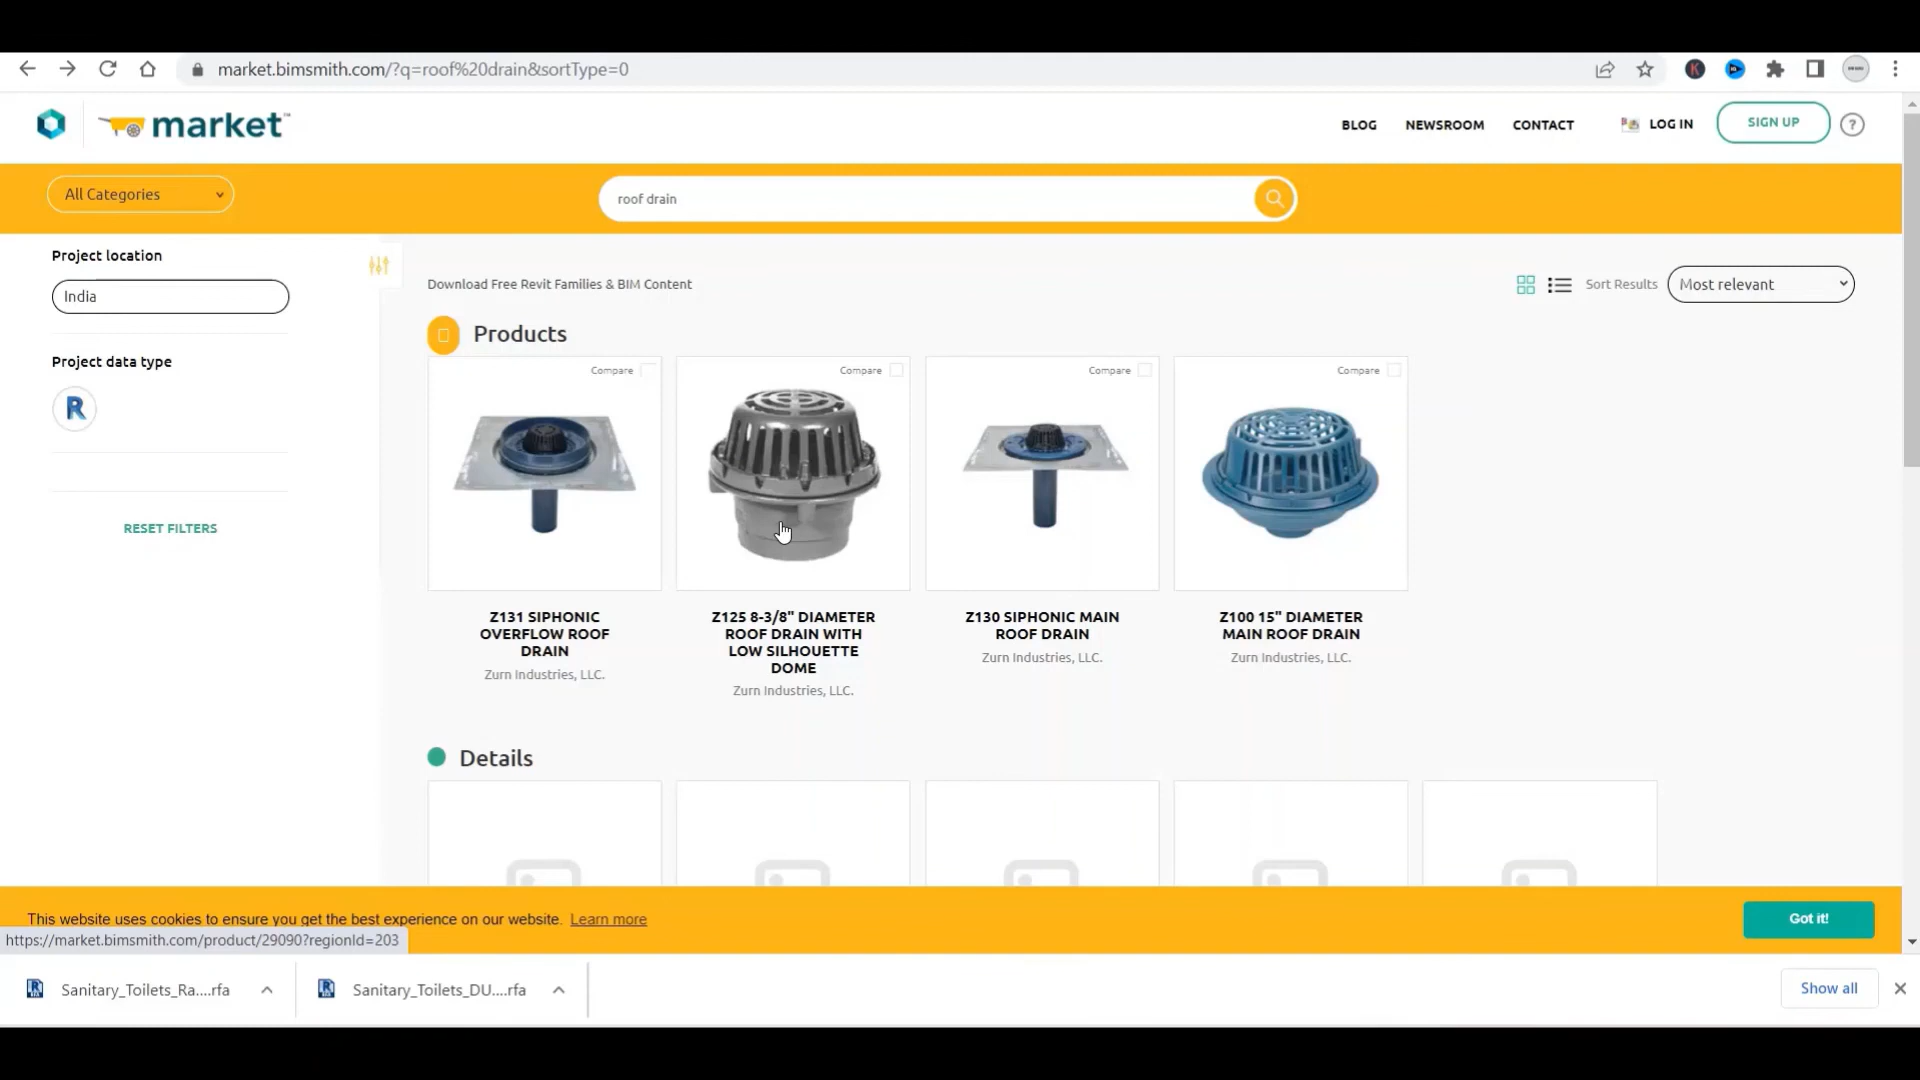 market.bimsmith.com/?q=roof%20drain&sortType=0
market™
BLOG
NEWSROOM
CONTACT
LOG IN
SIGN UP
?
All Categories
roof drain
Project location
India
Project data type
R
RESET FILTERS
Download Free Revit Families & BIM Content
Sort Results
Most relevant
Products
Compare
Compare
Compare
Compare
Z131 SIPHONIC
OVERFLOW ROOF
DRAIN
Zurn Industries, LLC.
Z125 8-3/8" DIAMETER
ROOF DRAIN WITH
LOW SILHOUETTE
DOME
Zurn Industries, LLC.
Z130 SIPHONIC MAIN
ROOF DRAIN
Zurn Industries, LLC.
Z100 15" DIAMETER
MAIN ROOF DRAIN
Zurn Industries, LLC.
Details
This website uses cookies to ensure you get the best experience on our website. Learn more
Got it!
https://market.bimsmith.com/product/29090?regionId=203
Sanitary_Toilets_Ra....rfa
Sanitary_Toilets_DU....rfa
Show all